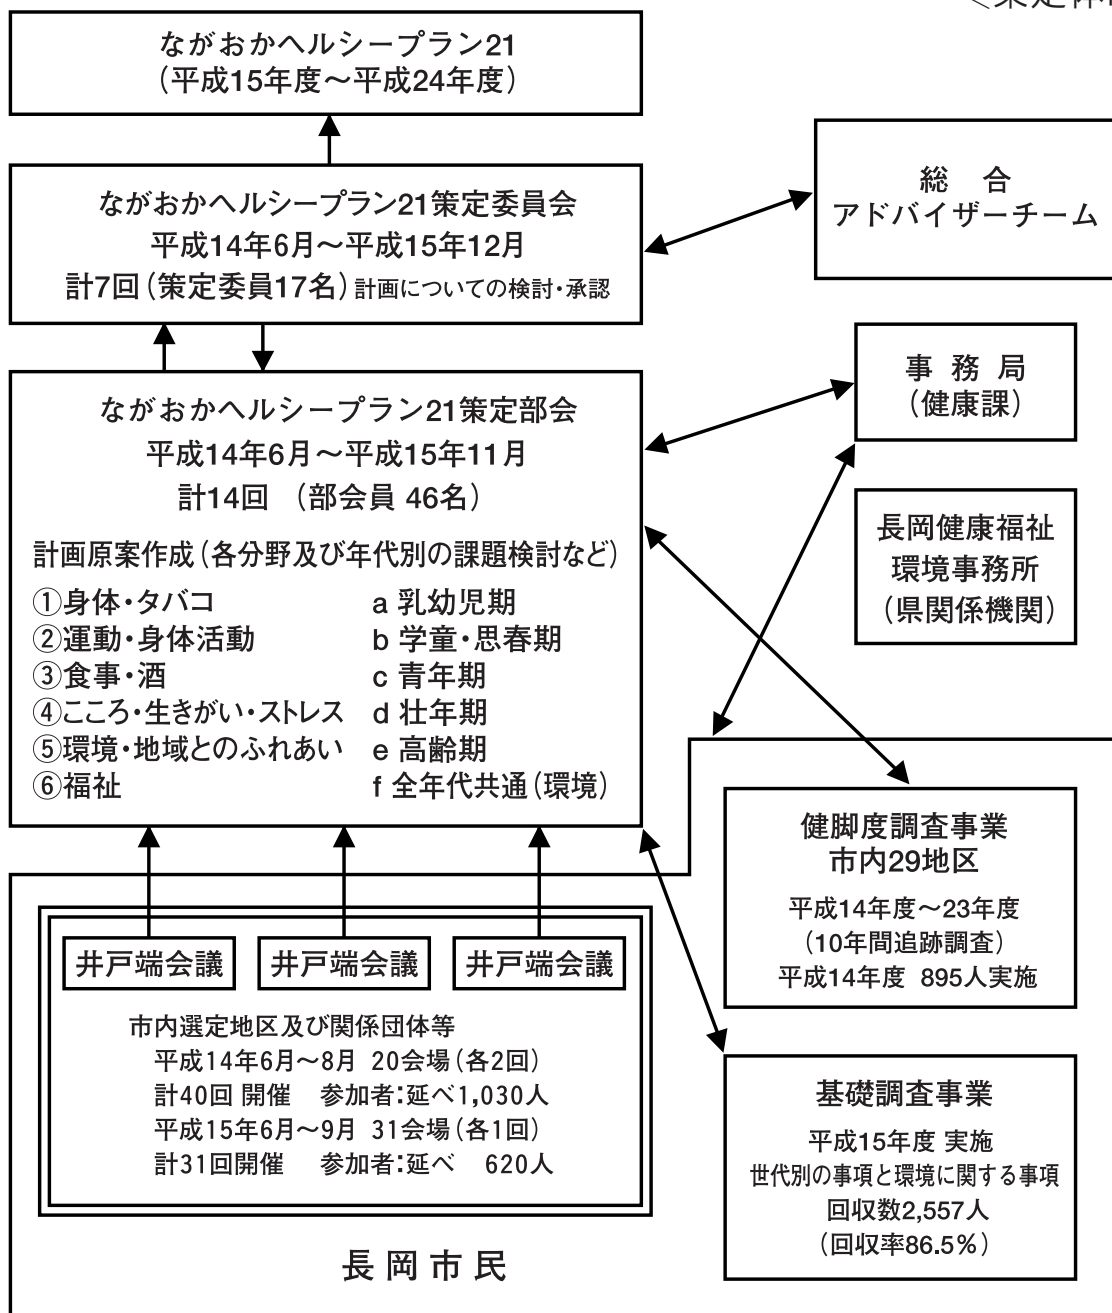 ながおかヘルシープラン21
（平成15年度～平成24年度）
ながおかヘルシープラン21策定委員会
平成14年6月～平成15年12月
計7回（策定委員17名）計画についての検討・承認
総　合
アドバイザーチーム
ながおかヘルシープラン21策定部会
平成14年6月～平成15年11月
計14回　（部会員 46名）
計画原案作成（各分野及び年代別の課題検討など）
①身体・タバコ
②運動・身体活動
③食事・酒
④こころ・生きがい・ストレス
⑤環境・地域とのふれあい
⑥福祉
a 乳幼児期
b 学童・思春期
c 青年期
d 壮年期
e 高齢期
f 全年代共通（環境）
事 務 局
（健康課）
長岡健康福祉
環境事務所
（県関係機関）
井戸端会議
井戸端会議
井戸端会議
市内選定地区及び関係団体等
平成14年6月～8月 20会場（各2回）
計40回 開催　参加者：延べ1,030人
平成15年6月～9月 31会場（各1回）
計31回開催　参加者：延べ　620人
長 岡 市 民
健脚度調査事業
市内29地区
平成14年度～23年度
（10年間追跡調査）
平成14年度 895人実施
基礎調査事業
平成15年度 実施
世代別の事項と環境に関する事項
回収数2,557人
（回収率86.5％）